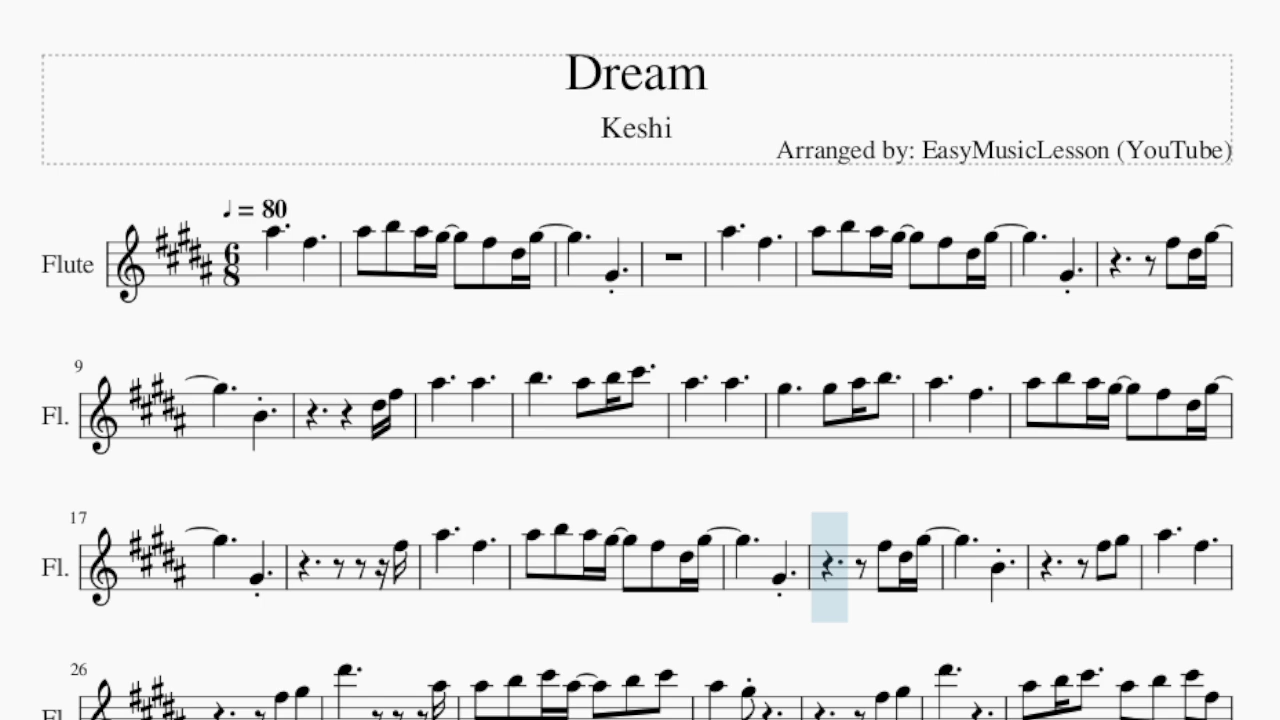 Dream
Keshi
Arranged by: EasyMusicLesson (YouTube)
♩ = 80
Flute
6
8
9
Fl.
17
Fl.
26
Fl.